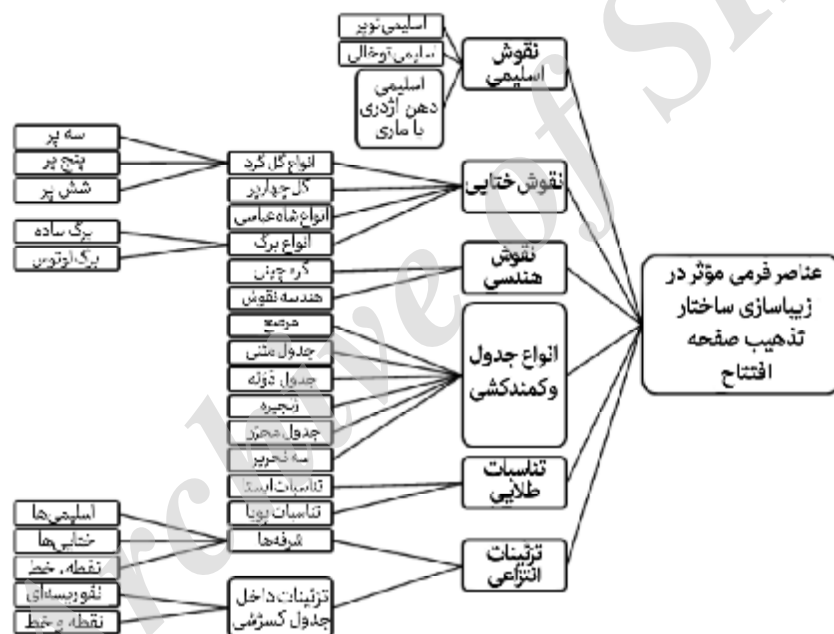 عناصر فرمی مؤثر در
زیباسازی ساختار
تذهیب صفحه
افتتاح
نقوش
اسلیمی
اسلیمی توپر
اسلیمی توخالی
اسلیمی
دهن اژدری
یا ماری
نقوش ختایی
انواع گل گرد
سه پر
پنج پر
شش پر
گل چهارپر
انواع شاه عباسی
انواع برگ
برگ ساده
برگ لوتوس
نقوش
هندسی
گره چینی
هندسه نقوش
انواع جدول
وکمندکشی
مرصع
جدول مثنی
جدول
زنجیره
جدول محرر
سه تحریر
تناسبات
طلایی
تناسبات ایستا
تناسبات پویا
تزئینات
انتزاعی
شرفه‌ها
اسلیمی‌ها
ختایی‌ها
نقطه، خط
تزئینات داخل
جدول
نقطه و خط
Archive of